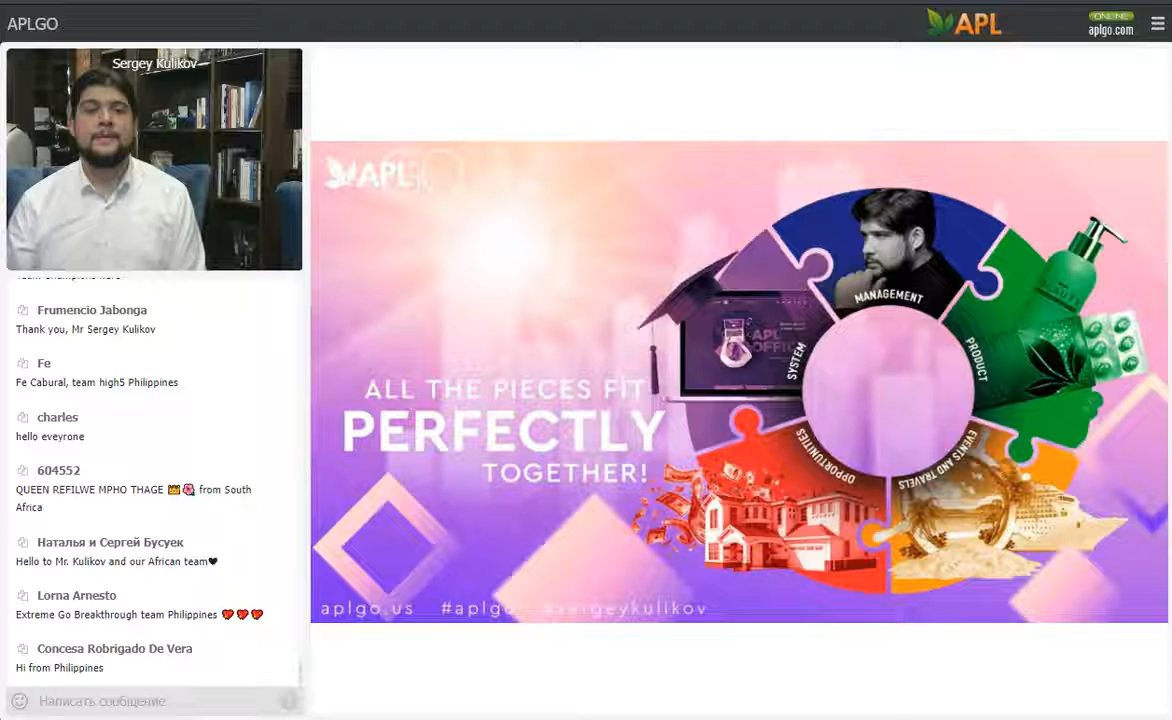 APLGO
APL
ONLINE
aplgo.com
Sergey Kulikov
Frumencio Jabonga
Thank you, Mr Sergey Kulikov
Fe
Fe Cabural, team high5 Philippines
charles
hello eveyrone
604552
QUEEN REFILWE MPHO THAGE 👑🌺 from South
Africa
Наталья и Сергей Бусуек
Hello to Mr. Kulikov and our African team❤
Lorna Arnesto
Extreme Go Breakthrough team Philippines ❤❤❤
Concesa Robrigado De Vera
Hi from Philippines
Написать сообщение
APLGO
ALL THE PIECES FIT
PERFECTLY
TOGETHER!
MANAGEMENT
PRODUCT
EVENTS AND TRAVELS
OPPORTUNITIES
SYSTEM
APL
OFFIC
aplgo.us #aplgo #sergeykulikov